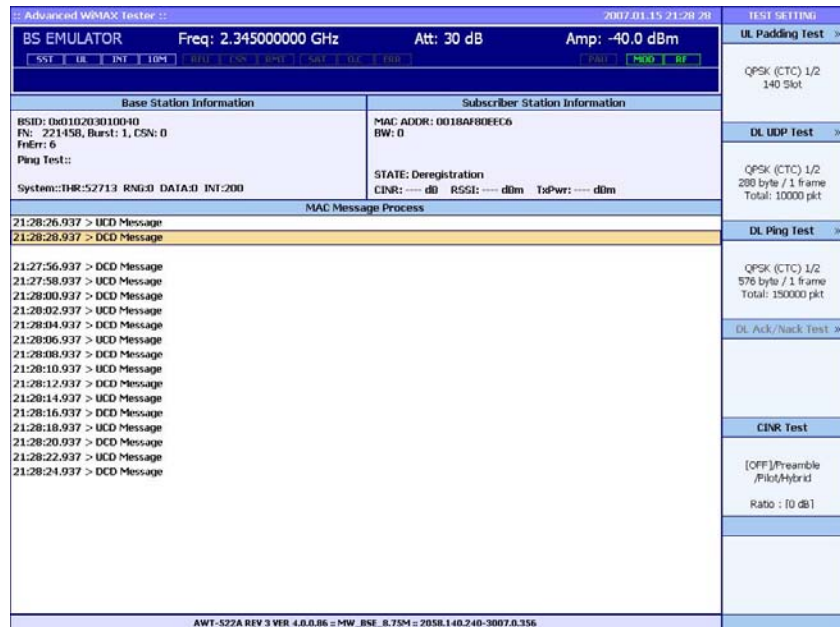 :: Advanced WiMAX Tester ::
2007.01.15 21:28 28
BS EMULATOR
Freq: 2.345000000 GHz
Att: 30 dB
Amp: -40.0 dBm
SST UL INT 10M
MOD RF
Base Station Information
BSID: 0x010203010040
FN: 221458, Burst: 1, CSN: 0
FnErr: 6
Ping Test::
System::THR:52713 RNG:0 DATA:0 INT:200
Subscriber Station Information
MAC ADDR: 0018AF80EEC6
BW: 0
STATE: Deregistration
CINR: ---- dB RSSI: ---- dBm TxPwr: ---- dBm
MAC Message Process
21:28:26.937 > UCD Message
21:28:28.937 > DCD Message
21:27:56.937 > DCD Message
21:27:58.937 > UCD Message
21:28:00.937 > DCD Message
21:28:02.937 > UCD Message
21:28:04.937 > DCD Message
21:28:06.937 > UCD Message
21:28:08.937 > DCD Message
21:28:10.937 > UCD Message
21:28:12.937 > DCD Message
21:28:14.937 > UCD Message
21:28:16.937 > DCD Message
21:28:18.937 > UCD Message
21:28:20.937 > DCD Message
21:28:22.937 > UCD Message
21:28:24.937 > DCD Message
AWT-522A REV 3 VER 4.0.0.86 :: MW_BSE_8.75M :: 2058.140.240-3007.0.356
TEST SETTING
UL Padding Test »
QPSK (CTC) 1/2
140 Slot
DL UDP Test »
QPSK (CTC) 1/2
288 byte / 1 frame
Total: 10000 pkt
DL Ping Test »
QPSK (CTC) 1/2
576 byte / 1 frame
Total: 150000 pkt
DL Ack/Nack Test »
CINR Test
[OFF]/Preamble
/Pilot/Hybrid
Ratio : [0 dB]